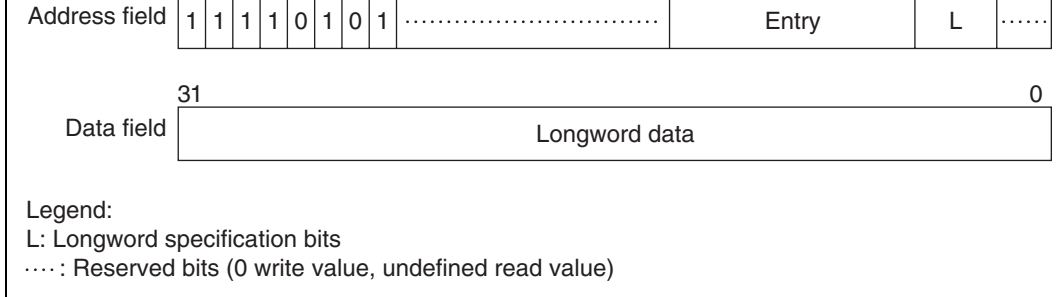 Address field 1 1 1 1 0 1 0 1 ................................ Entry L ......
31 0
Data field Longword data
Legend:
L: Longword specification bits
.... : Reserved bits (0 write value, undefined read value)